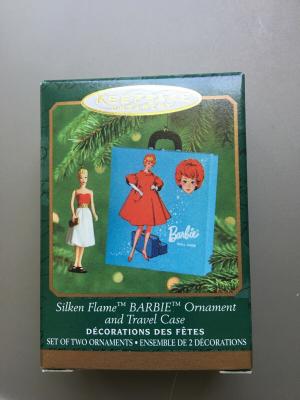 KEEPSAKE
Barbie
Silken Flame™ BARBIE™ Ornament
and Travel Case
DÉCORATIONS DES FÊTES
SET OF TWO ORNAMENTS • ENSEMBLE DE 2 DÉCORATIONS